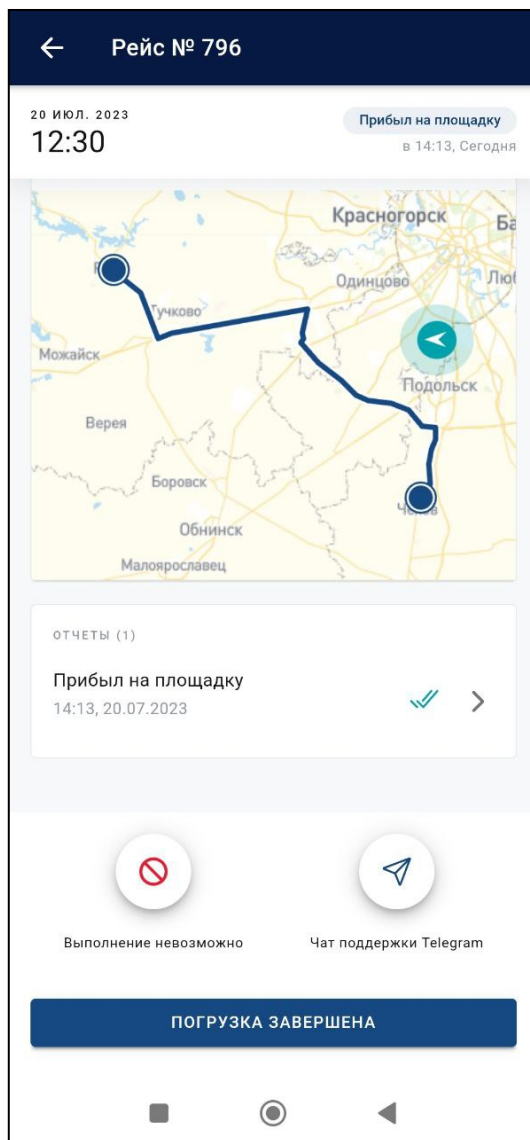 Рейс № 796
20 ИЮЛ. 2023
12:30
Прибыл на площадку
в 14:13, Сегодня
Красногорск
Одинцово
Тучково
Можайск
Подольск
Верея
Боровск
Обнинск
Малоярославец
ОТЧЕТЫ (1)
Прибыл на площадку
14:13, 20.07.2023
Выполнение невозможно
Чат поддержки Telegram
ПОГРУЗКА ЗАВЕРШЕНА